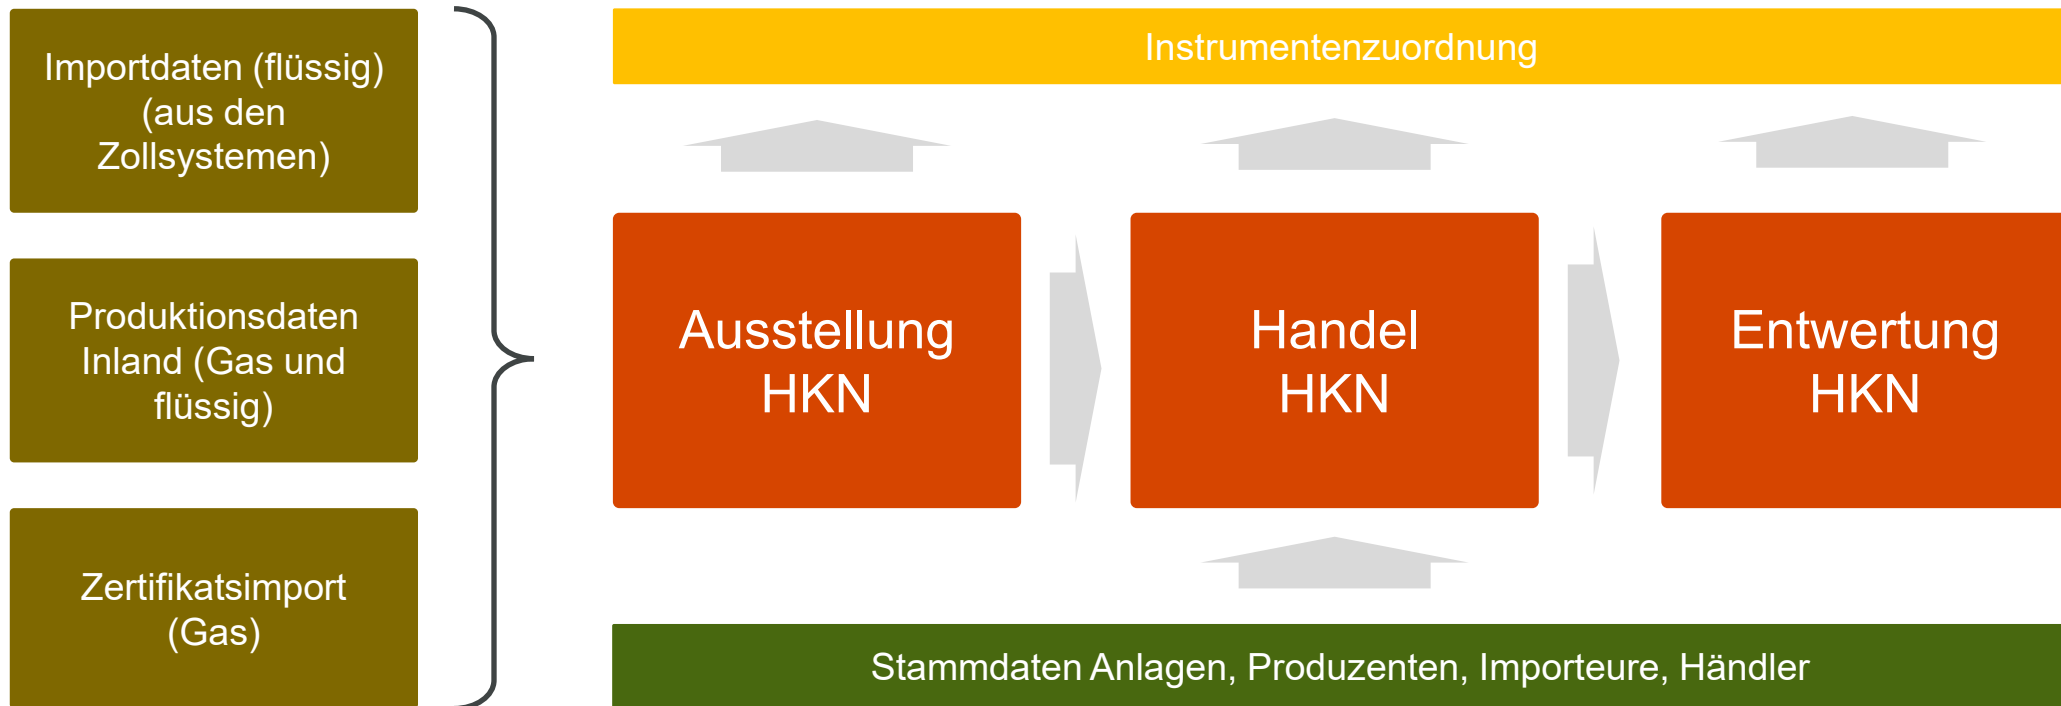 Importdaten (flüssig)
(aus den
Zollsystemen)
Produktionsdaten
Inland (Gas und
flüssig)
Zertifikatsimport
(Gas)
Instrumentenzuordnung
Ausstellung
HKN
Handel
HKN
Entwertung
HKN
Stammdaten Anlagen, Produzenten, Importeure, Händler